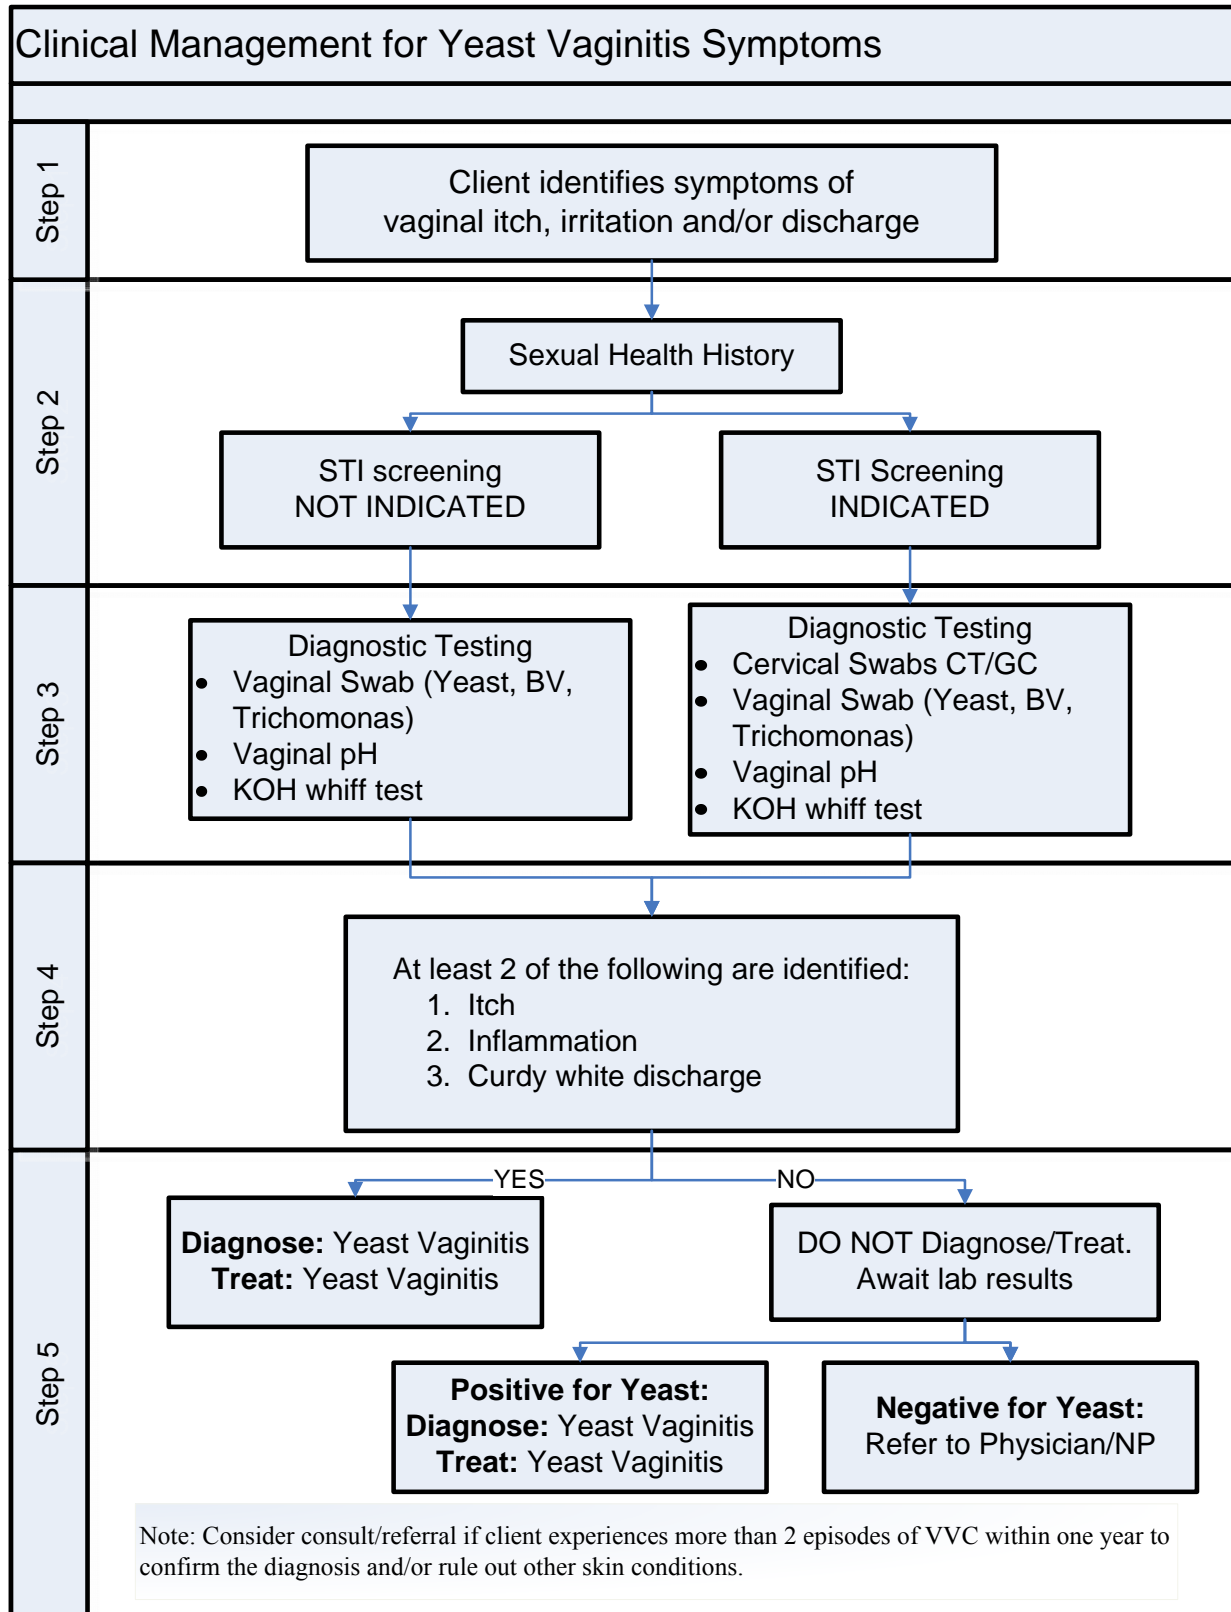 Clinical Management for Yeast Vaginitis Symptoms
Step 1
Client identifies symptoms of
vaginal itch, irritation and/or discharge
Step 2
Sexual Health History
STI screening
NOT INDICATED
STI Screening
INDICATED
Step 3
Diagnostic Testing
• Vaginal Swab (Yeast, BV,
Trichomonas)
• Vaginal pH
• KOH whiff test
Diagnostic Testing
• Cervical Swabs CT/GC
• Vaginal Swab (Yeast, BV,
Trichomonas)
• Vaginal pH
• KOH whiff test
Step 4
At least 2 of the following are identified:
1. Itch
2. Inflammation
3. Curdy white discharge
Step 5
YES
NO
Diagnose: Yeast Vaginitis
Treat: Yeast Vaginitis
DO NOT Diagnose/Treat.
Await lab results
Positive for Yeast:
Diagnose: Yeast Vaginitis
Treat: Yeast Vaginitis
Negative for Yeast:
Refer to Physician/NP
Note: Consider consult/referral if client experiences more than 2 episodes of VVC within one year to
confirm the diagnosis and/or rule out other skin conditions.